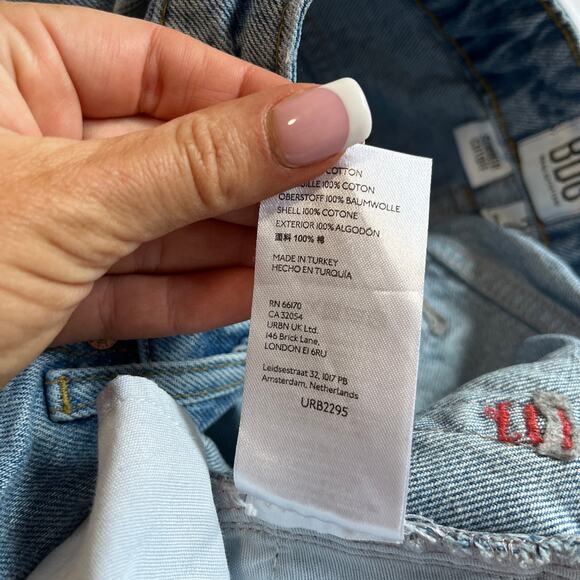 COTTON
100% COTON
OBERSTOFF 100% BAUMWOLLE
SHELL 100% COTONE
EXTERIOR 100% ALGODÓN
面料 100% 棉
MADE IN TURKEY
HECHO EN TURQUÍA
RN 66170
CA 32054
URBN UK Ltd.
146 Brick Lane,
LONDON E1 6RU
Leidsestraat 32, 1017 PB
Amsterdam, Netherlands
URB2295